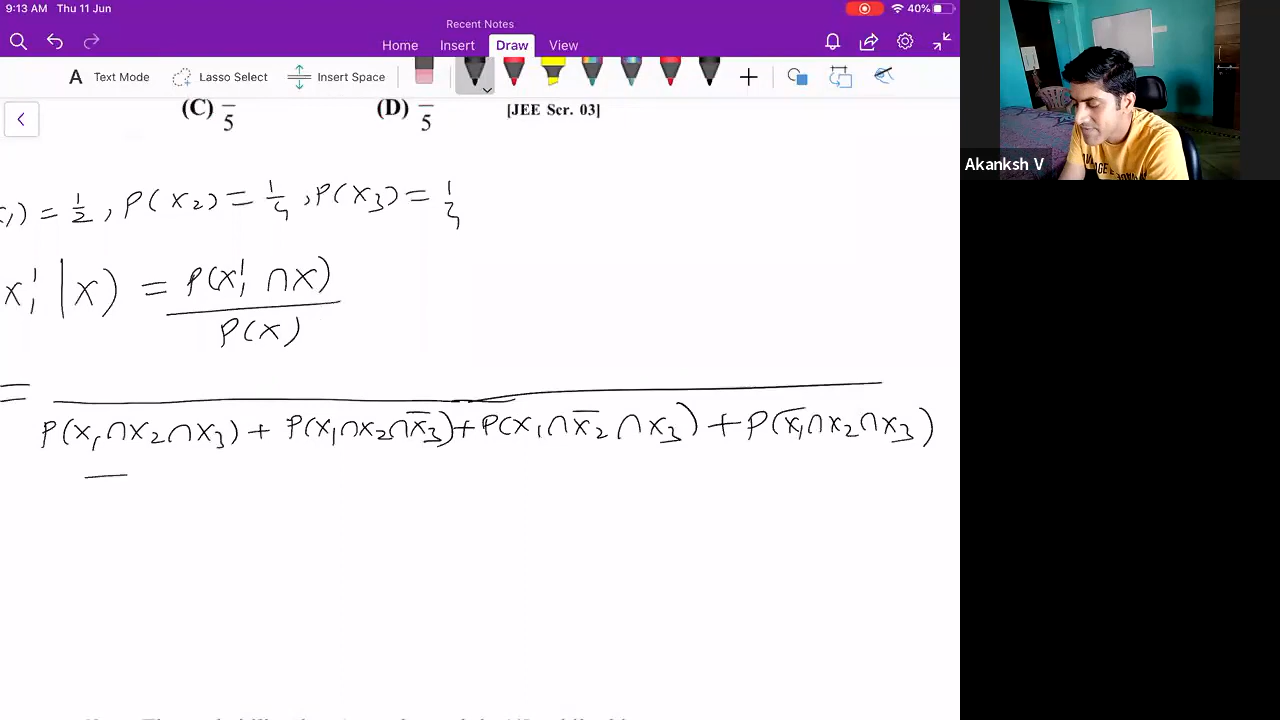 9:13 AM Thu 11 Jun
40%
Recent Notes
Home Insert Draw View
Text Mode Lasso Select Insert Space
(C) — 5 (D) — 5 [JEE Scr. 03]
x₁) = 1/2, P(x₂) = 1/4, P(x₃) = 1/4
x₁' | x) = P(x₁' ∩ x) / P(x)
=
P(x₁∩x₂∩x₃) + P(x₁∩x₂∩x̅₃) + P(x₁∩x̅₂∩x₃) + P(x̅₁∩x₂∩x₃)
Akanksh V